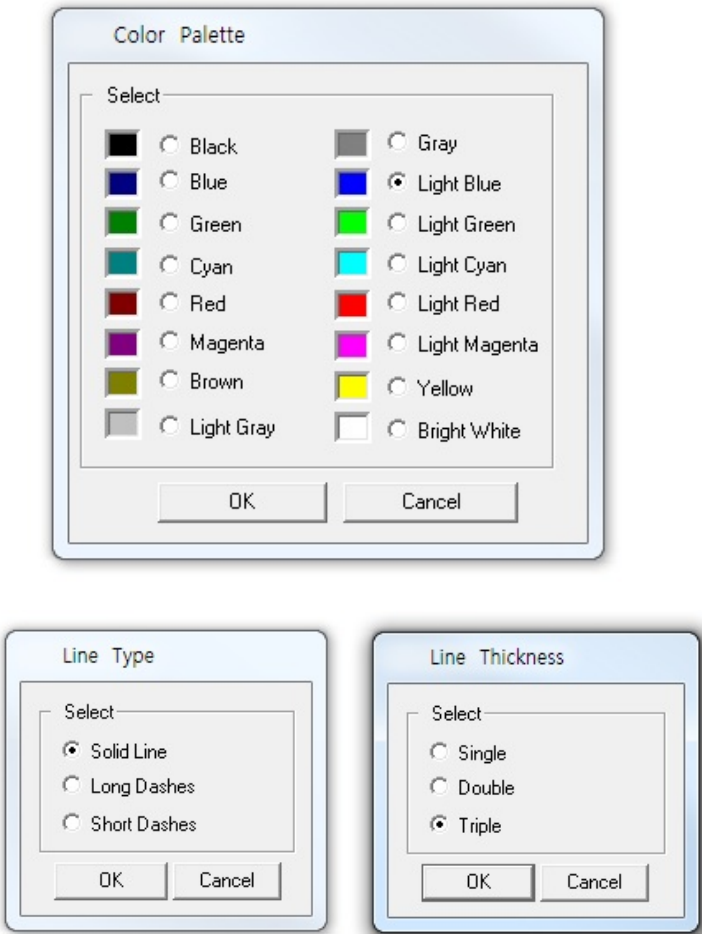 Color Palette
Select
Black
Gray
Blue
Light Blue
Green
Light Green
Cyan
Light Cyan
Red
Light Red
Magenta
Light Magenta
Brown
Yellow
Light Gray
Bright White
OK
Cancel
Line Type
Select
Solid Line
Long Dashes
Short Dashes
OK
Cancel
Line Thickness
Select
Single
Double
Triple
OK
Cancel